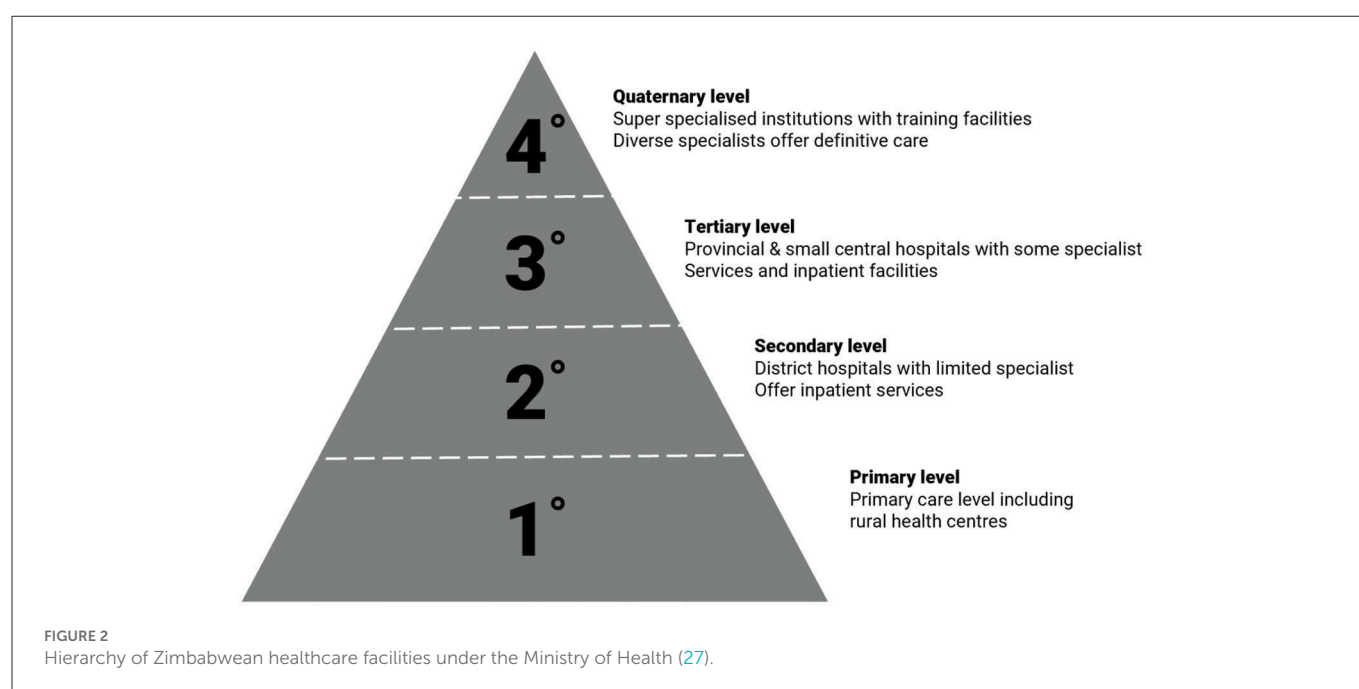 4°
Quaternary level
Super specialised institutions with training facilities
Diverse specialists offer definitive care
3°
Tertiary level
Provincial & small central hospitals with some specialist
Services and inpatient facilities
2°
Secondary level
District hospitals with limited specialist
Offer inpatient services
1°
Primary level
Primary care level including
rural health centres
FIGURE 2
Hierarchy of Zimbabwean healthcare facilities under the Ministry of Health (27).